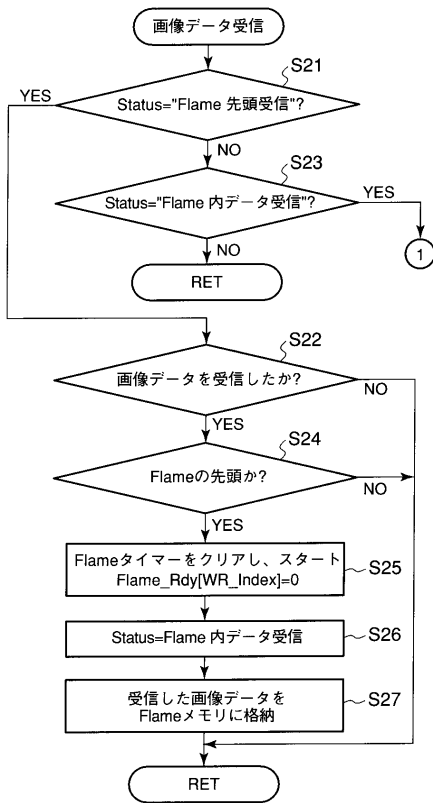 画像データ受信
S21
YES
Status="Flame 先頭受信"?
NO
S23
YES
Status="Flame 内データ受信"?
NO
1
RET
S22
画像データを受信したか?
NO
YES
S24
Flameの先頭か?
NO
YES
Flameタイマーをクリアし、スタート
Flame_Rdy[WR_Index]=0
S25
Status=Flame 内データ受信
S26
受信した画像データを
Flameメモリに格納
S27
RET